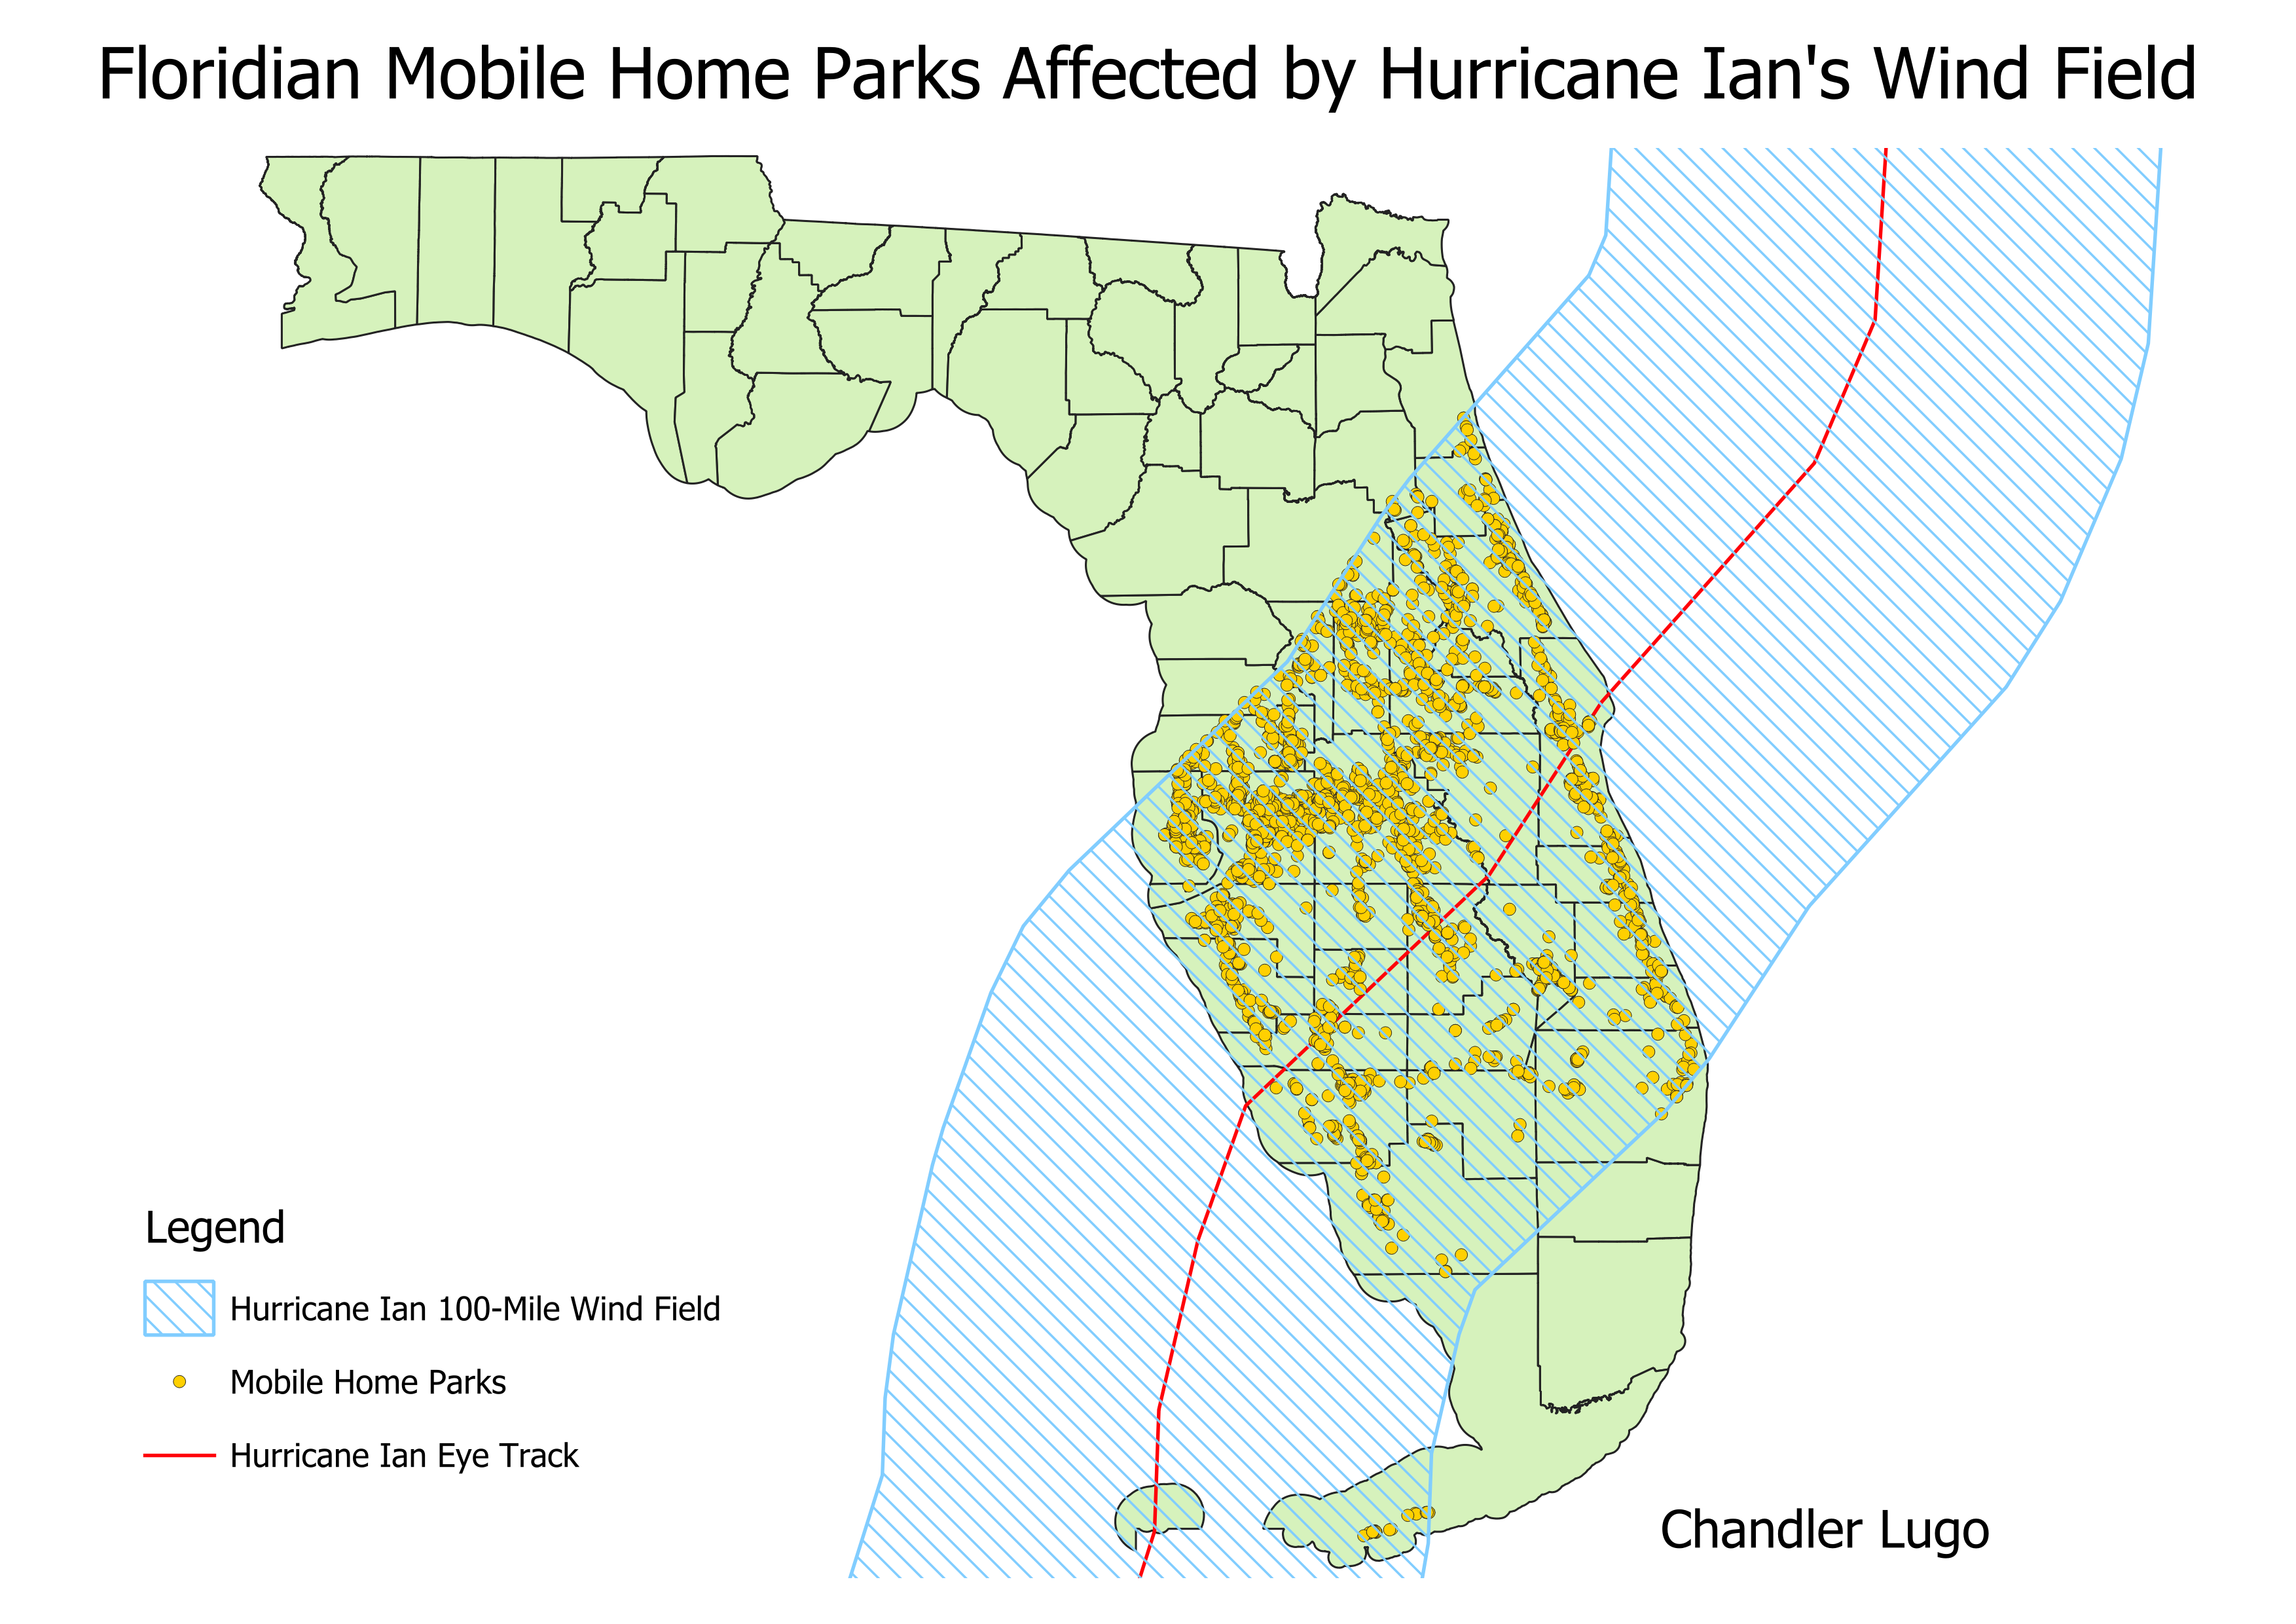 Floridian Mobile Home Parks Affected by Hurricane Ian's Wind Field
Legend
Hurricane Ian 100-Mile Wind Field
Mobile Home Parks
Hurricane Ian Eye Track
Chandler Lugo